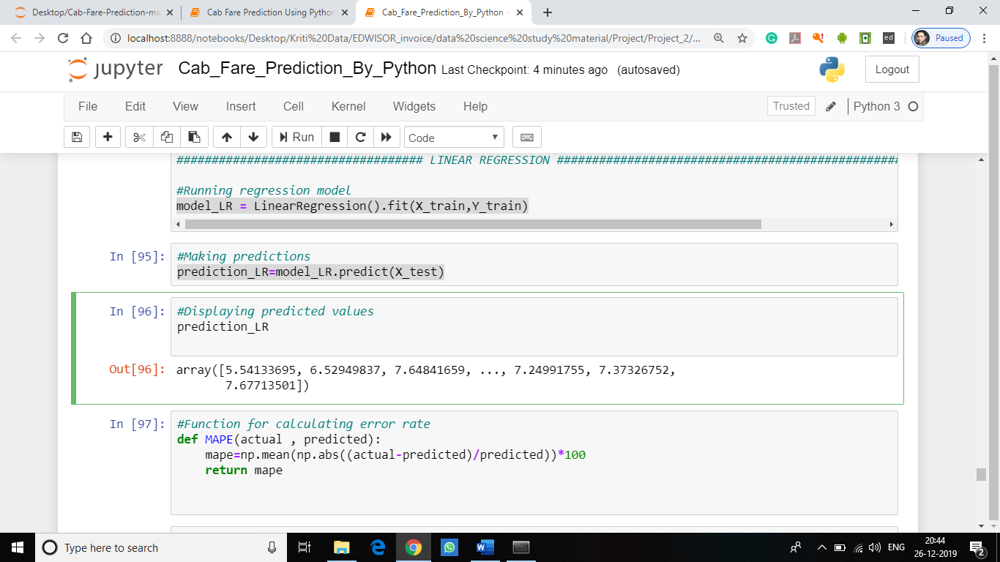 Desktop/Cab-Fare-Prediction-ma
Cab Fare Prediction Using Python
Cab_Fare_Prediction_By_Python -
localhost:8888/notebooks/Desktop/Kriti%20Data/EDWISOR_invoice/data%20science%20study%20material/Project/Project_2/...
ed
Paused
jupyter Cab_Fare_Prediction_By_Python Last Checkpoint: 4 minutes ago (autosaved)
Logout
File Edit View Insert Cell Kernel Widgets Help
Trusted
Python 3
Run
Code
################################### LINEAR REGRESSION #################################################
#Running regression model
model_LR = LinearRegression().fit(X_train,Y_train)
In [95]: #Making predictions
prediction_LR=model_LR.predict(X_test)
In [96]: #Displaying predicted values
prediction_LR
Out[96]: array([5.54133695, 6.52949837, 7.64841659, ..., 7.24991755, 7.37326752,
7.67713501])
In [97]: #Function for calculating error rate
def MAPE(actual , predicted):
mape=np.mean(np.abs((actual-predicted)/predicted))*100
return mape
Type here to search
ENG
20:44
26-12-2019
2